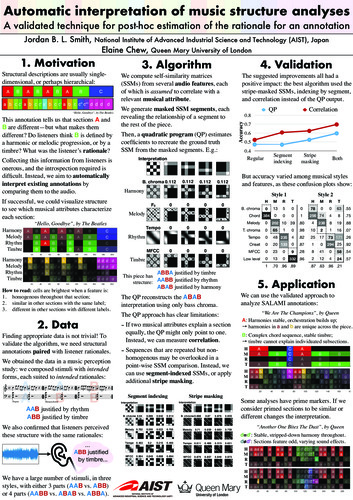 Automatic interpretation of music structure analyses
A validated technique for post-hoc estimation of the rationale for an annotation
Jordan B. L. Smith, National Institute of Advanced Industrial Science and Technology (AIST), Japan
Elaine Chew, Queen Mary University of London
1. Motivation
Structural descriptions are usually single-
dimensional, or perhaps hierarchical:
"Hello, Goodbye", by The Beatles
This annotation tells us that sections A and
B are different—but what makes them
different? Do listeners think B is defined by
a harmonic or melodic progression, or by a
timbre? What was the listener's rationale?
Collecting this information from listeners is
onerous, and the introspection required is
difficult. Instead, we aim to automatically
interpret existing annotations by
comparing them to the audio.
If successful, we could visualize structure
to see which musical attributes characterize
each section:
"Hello, Goodbye", by The Beatles
Harmony
Melody
Rhythm
Timbre
Harmony
Melody
Rhythm
Timbre
How to read: cells are bright when a feature is:
1. homogenous throughout this section;
2. similar in other sections with the same label;
3. different in other sections with different labels.
2. Data
Finding appropriate data is not trivial! To
validate the algorithm, we need structural
annotations paired with listener rationales.
We obtained the data in a music perception
study: we composed stimuli with intended
forms, each suited to intended rationales:
AAB justified by rhythm
ABB justified by timbre
We also confirmed that listeners perceived
these structure with the same rationales:
ABB justified
by timbre...
We have a large number of stimuli, in three
styles, with either 3 parts (AAB vs. ABB)
or 4 parts (AABB vs. ABAB vs. ABBA).
3. Algorithm
We compute self-similarity matrices
(SSMs) from several audio features, each
of which is assumed to correlate with a
relevant musical attribute.
We generate masked SSM segments, each
revealing the relationship of a segment to
the rest of the piece.
Then, a quadratic program (QP) estimates
coefficients to recreate the ground truth
SSM from the masked segments. E.g.:
Interpretation
B. chroma 0.112 0.112 0.112 0.112
Harmony
Melody
Tempo
Rhythm
MFCC
Timbre
This piece has
structure:
ABBA justified by timbre
AABB justified by rhythm
ABAB justified by harmony
The QP reconstructs the ABAB
interpretation using only bass chroma.
The QP approach has clear limitations:
• If two musical attributes explain a section
equally, the QP might only point to one.
Instead, we can measure correlation.
• Sequences that are repeated but non-
homogenous may be overlooked in a
point-wise SSM comparison. Instead, we
can use segment-indexed SSMs, or apply
additional stripe masking.
Segment indexing
Stripe masking
AIST
Queen Mary
University of London
4. Validation
The suggested improvements all had a
positive impact: the best algorithm used the
stripe-masked SSMs, indexing by segment,
and correlation instead of the QP output.
QP
Correlation
Accuracy
0.8
0.7
0.6
0.5
0.4
Regular
Segment
indexing
Stripe
masking
Both
But accuracy varied among musical styles
and features, as these confusion plots show:
Style 1
Style 2
H M R T
H M R T
B. chroma
Chord
Melody
T. chroma
Tempo
Onset
MFCC
Low level
5. Application
We can use the validated approach to
analyze SALAMI annotations:
"We Are The Champions", by Queen
A: Harmonies stable, orchestration builds up;
→ harmonies in B and D are unique across the piece.
C: Complex chord sequence, stable timbre;
→ timbre cannot explain individual subsections.
Some analyses have prime markers. If we
consider primed sections to be similar or
different changes the interpretation.
"Another One Bites The Dust", by Queen
Stable, stripped-down harmony throughout.
Sections feature odd, varying sound effects.